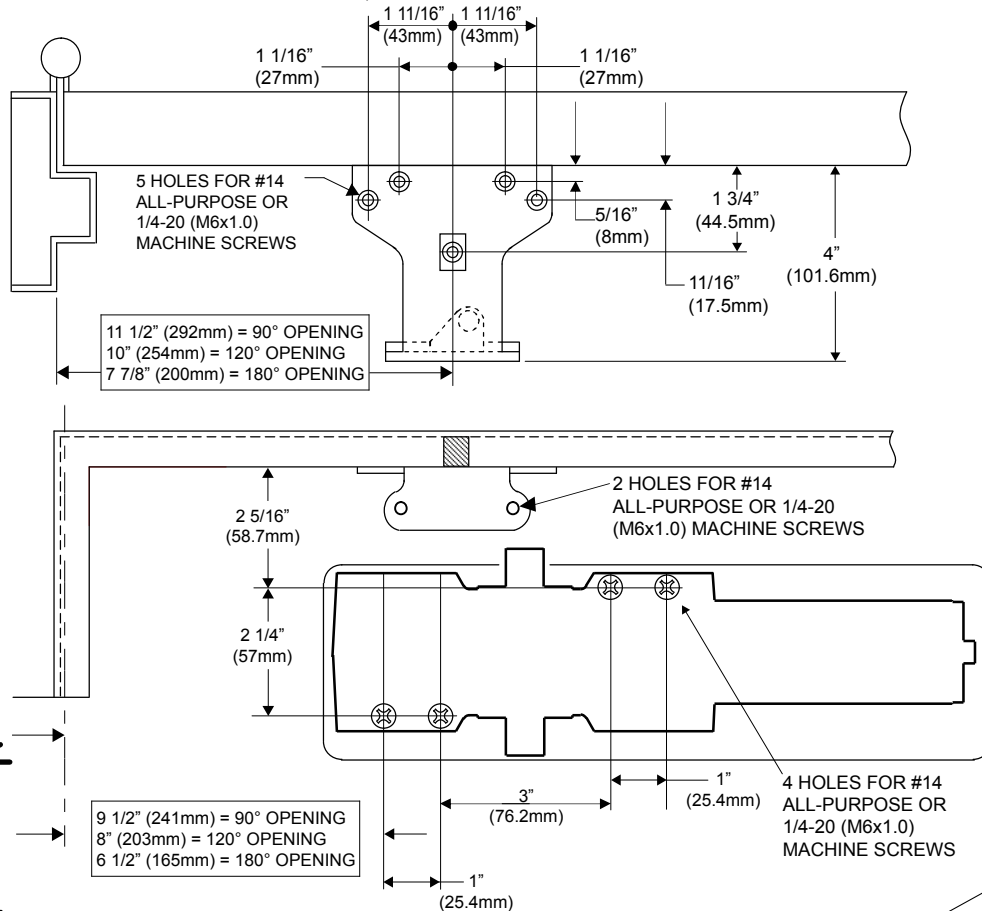 1 11/16” 1 11/16”
(43mm) (43mm)
1 1/16”
(27mm)
1 1/16”
(27mm)
5 HOLES FOR #14
ALL-PURPOSE OR
1/4-20 (M6x1.0)
MACHINE SCREWS
5/16”
(8mm)
1 3/4”
(44.5mm)
4”
(101.6mm)
11/16”
(17.5mm)
11 1/2” (292mm) = 90° OPENING
10” (254mm) = 120° OPENING
7 7/8” (200mm) = 180° OPENING
2 HOLES FOR #14
ALL-PURPOSE OR 1/4-20
(M6x1.0) MACHINE SCREWS
2 5/16”
(58.7mm)
2 1/4”
(57mm)
1”
(25.4mm)
3”
(76.2mm)
4 HOLES FOR #14
ALL-PURPOSE OR
1/4-20 (M6x1.0)
MACHINE SCREWS
9 1/2” (241mm) = 90° OPENING
8” (203mm) = 120° OPENING
6 1/2” (165mm) = 180° OPENING
1”
(25.4mm)